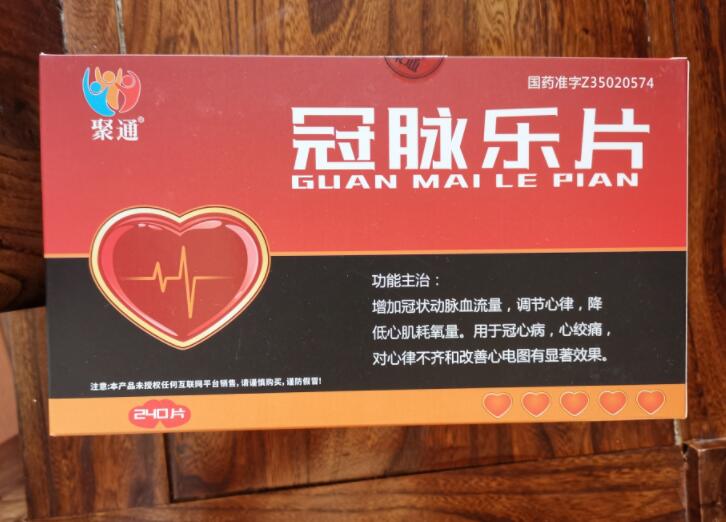 国药准字Z35020574
聚通®
冠脉乐片
GUAN MAI LE PIAN
功能主治：
增加冠状动脉血流量，调节心律，降
低心肌耗氧量。用于冠心病，心绞痛，
对心律不齐和改善心电图有显著效果。
注意:本产品未授权任何互联网平台销售，请谨慎购买，谨防假冒!
240片